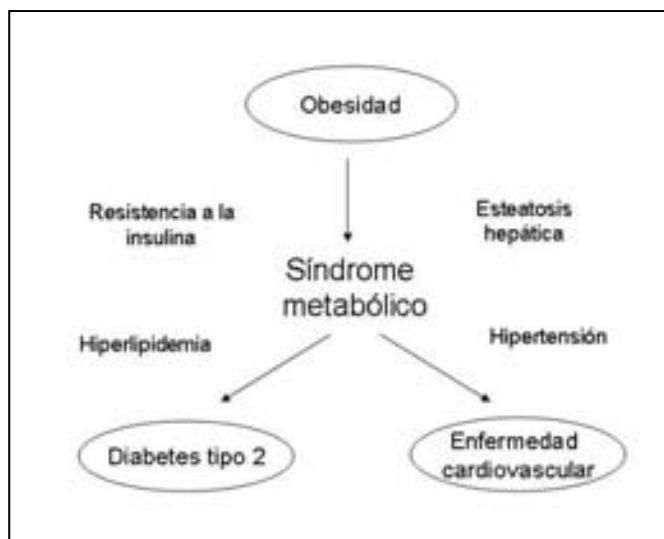 Obesidad
Resistencia a la
insulina
Esteatosis
hepática
Síndrome
metabólico
Hiperlipidemia
Hipertensión
Diabetes tipo 2
Enfermedad
cardiovascular